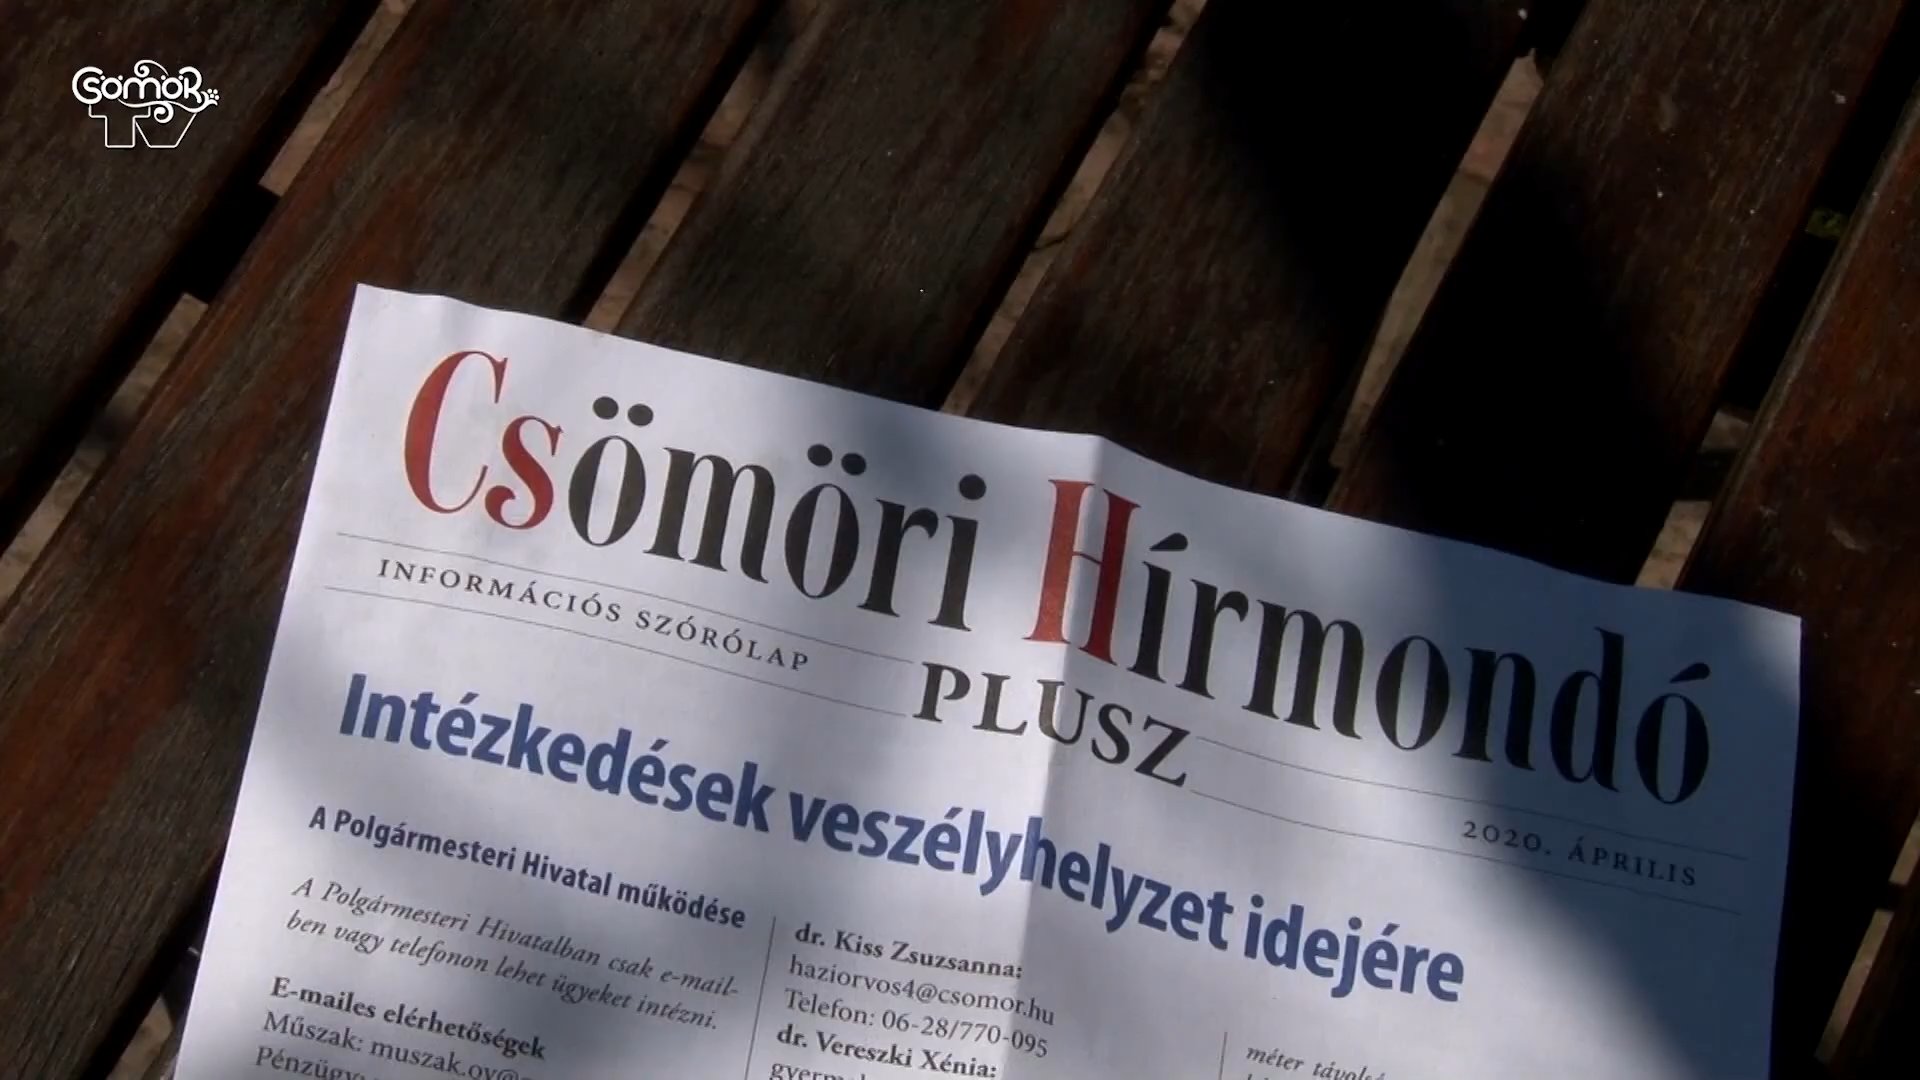 Csömör
TV
Csömöri Hírmondó
INFORMÁCIÓS SZÓRÓLAP
PLUSZ
2020. ÁPRILIS
Intézkedések veszélyhelyzet idejére
A Polgármesteri Hivatal működése
A Polgármesteri Hivatalban csak e-mail-
ben vagy telefonon lehet ügyeket intézni.
E-mailes elérhetőségek
Műszak:
dr. Kiss Zsuzsanna:
haziorvos4@csomor.hu
Telefon: 06-28/770-095
dr. Vereszki Xénia:
méter